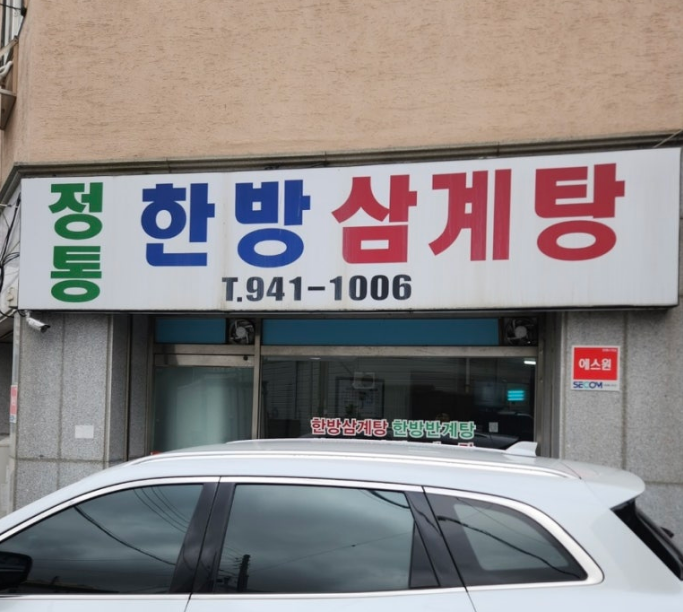 정통 한방삼계탕
T.941-1006
에스원
SECOM
한방삼계탕 한방반계탕